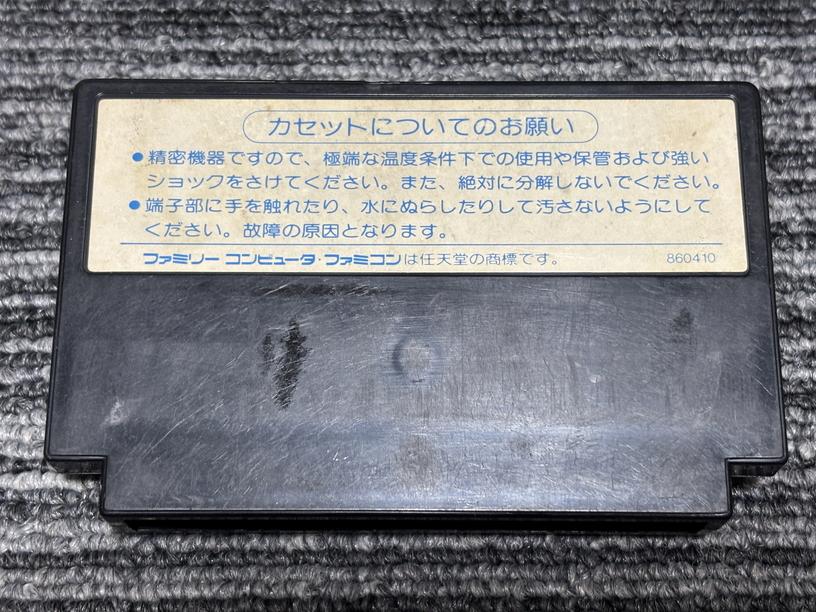 カセットについてのお願い
●精密機器ですので、極端な温度条件下での使用や保管および強い
ショックをさけてください。また、絶対に分解しないでください。
●端子部に手を触れたり、水にぬらしたりして汚さないようにして
ください。故障の原因となります。
ファミリー コンピュータ・ファミコンは任天堂の商標です。 860410